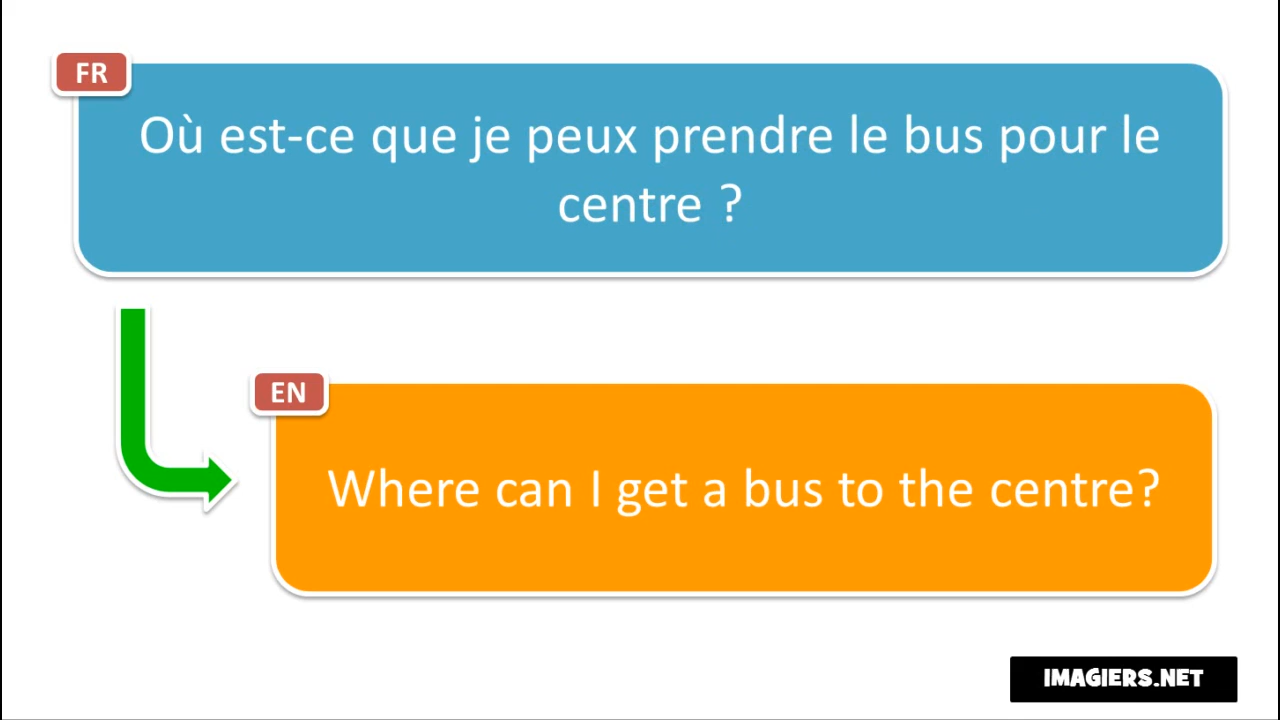 FR
Où est-ce que je peux prendre le bus pour le
centre ?
EN
Where can I get a bus to the centre?
IMAGIERS.NET